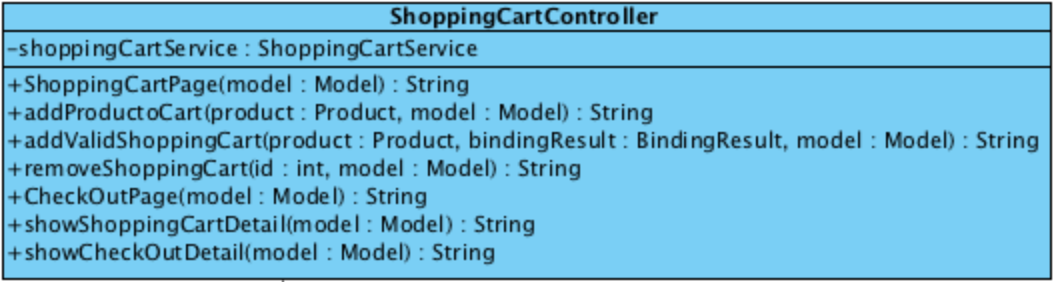 ShoppingCartController
-shoppingCartService : ShoppingCartService
+ShoppingCartPage(model : Model) : String
+addProductoCart(product : Product, model : Model) : String
+addValidShoppingCart(product : Product, bindingResult : BindingResult, model : Model) : String
+removeShoppingCart(id : int, model : Model) : String
+CheckOutPage(model : Model) : String
+showShoppingCartDetail(model : Model) : String
+showCheckOutDetail(model : Model) : String